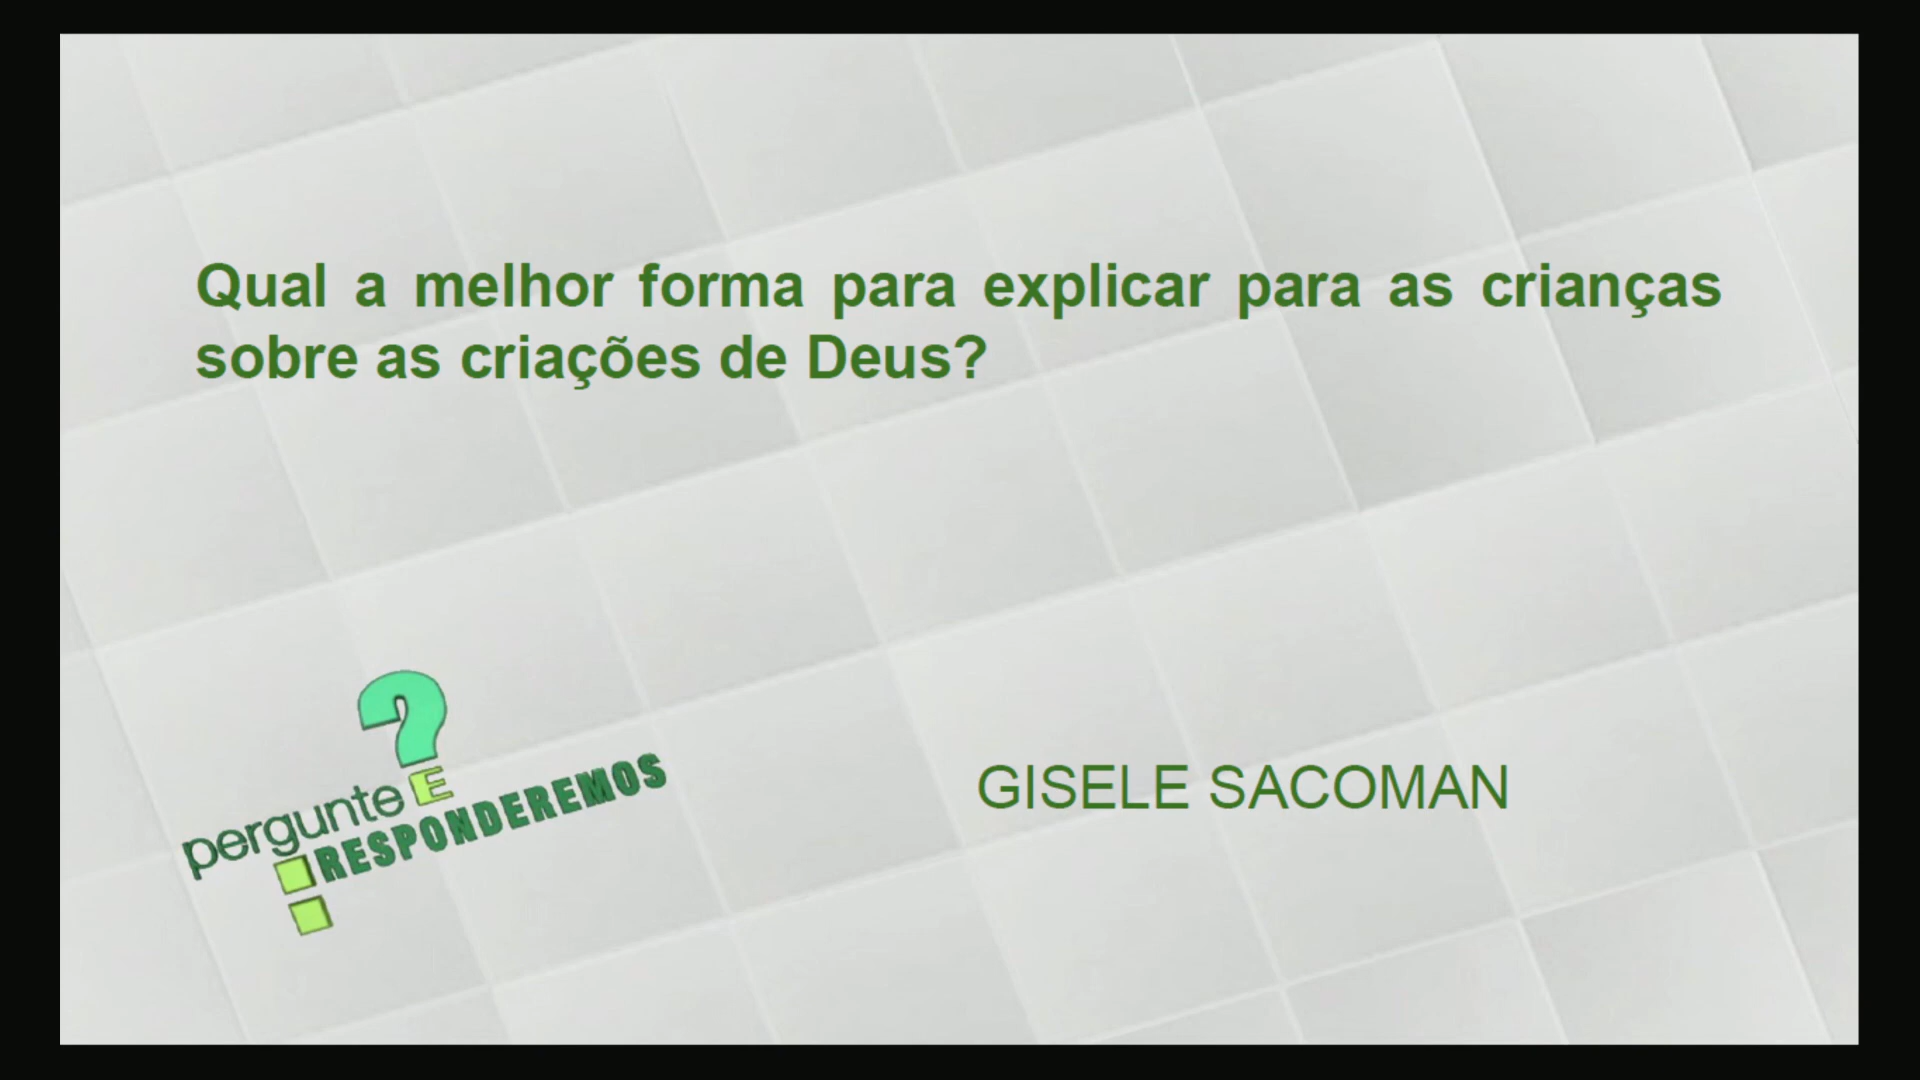 Qual a melhor forma para explicar para as crianças
sobre as criações de Deus?
?
pergunte E
RESPONDEREMOS
GISELE SACOMAN